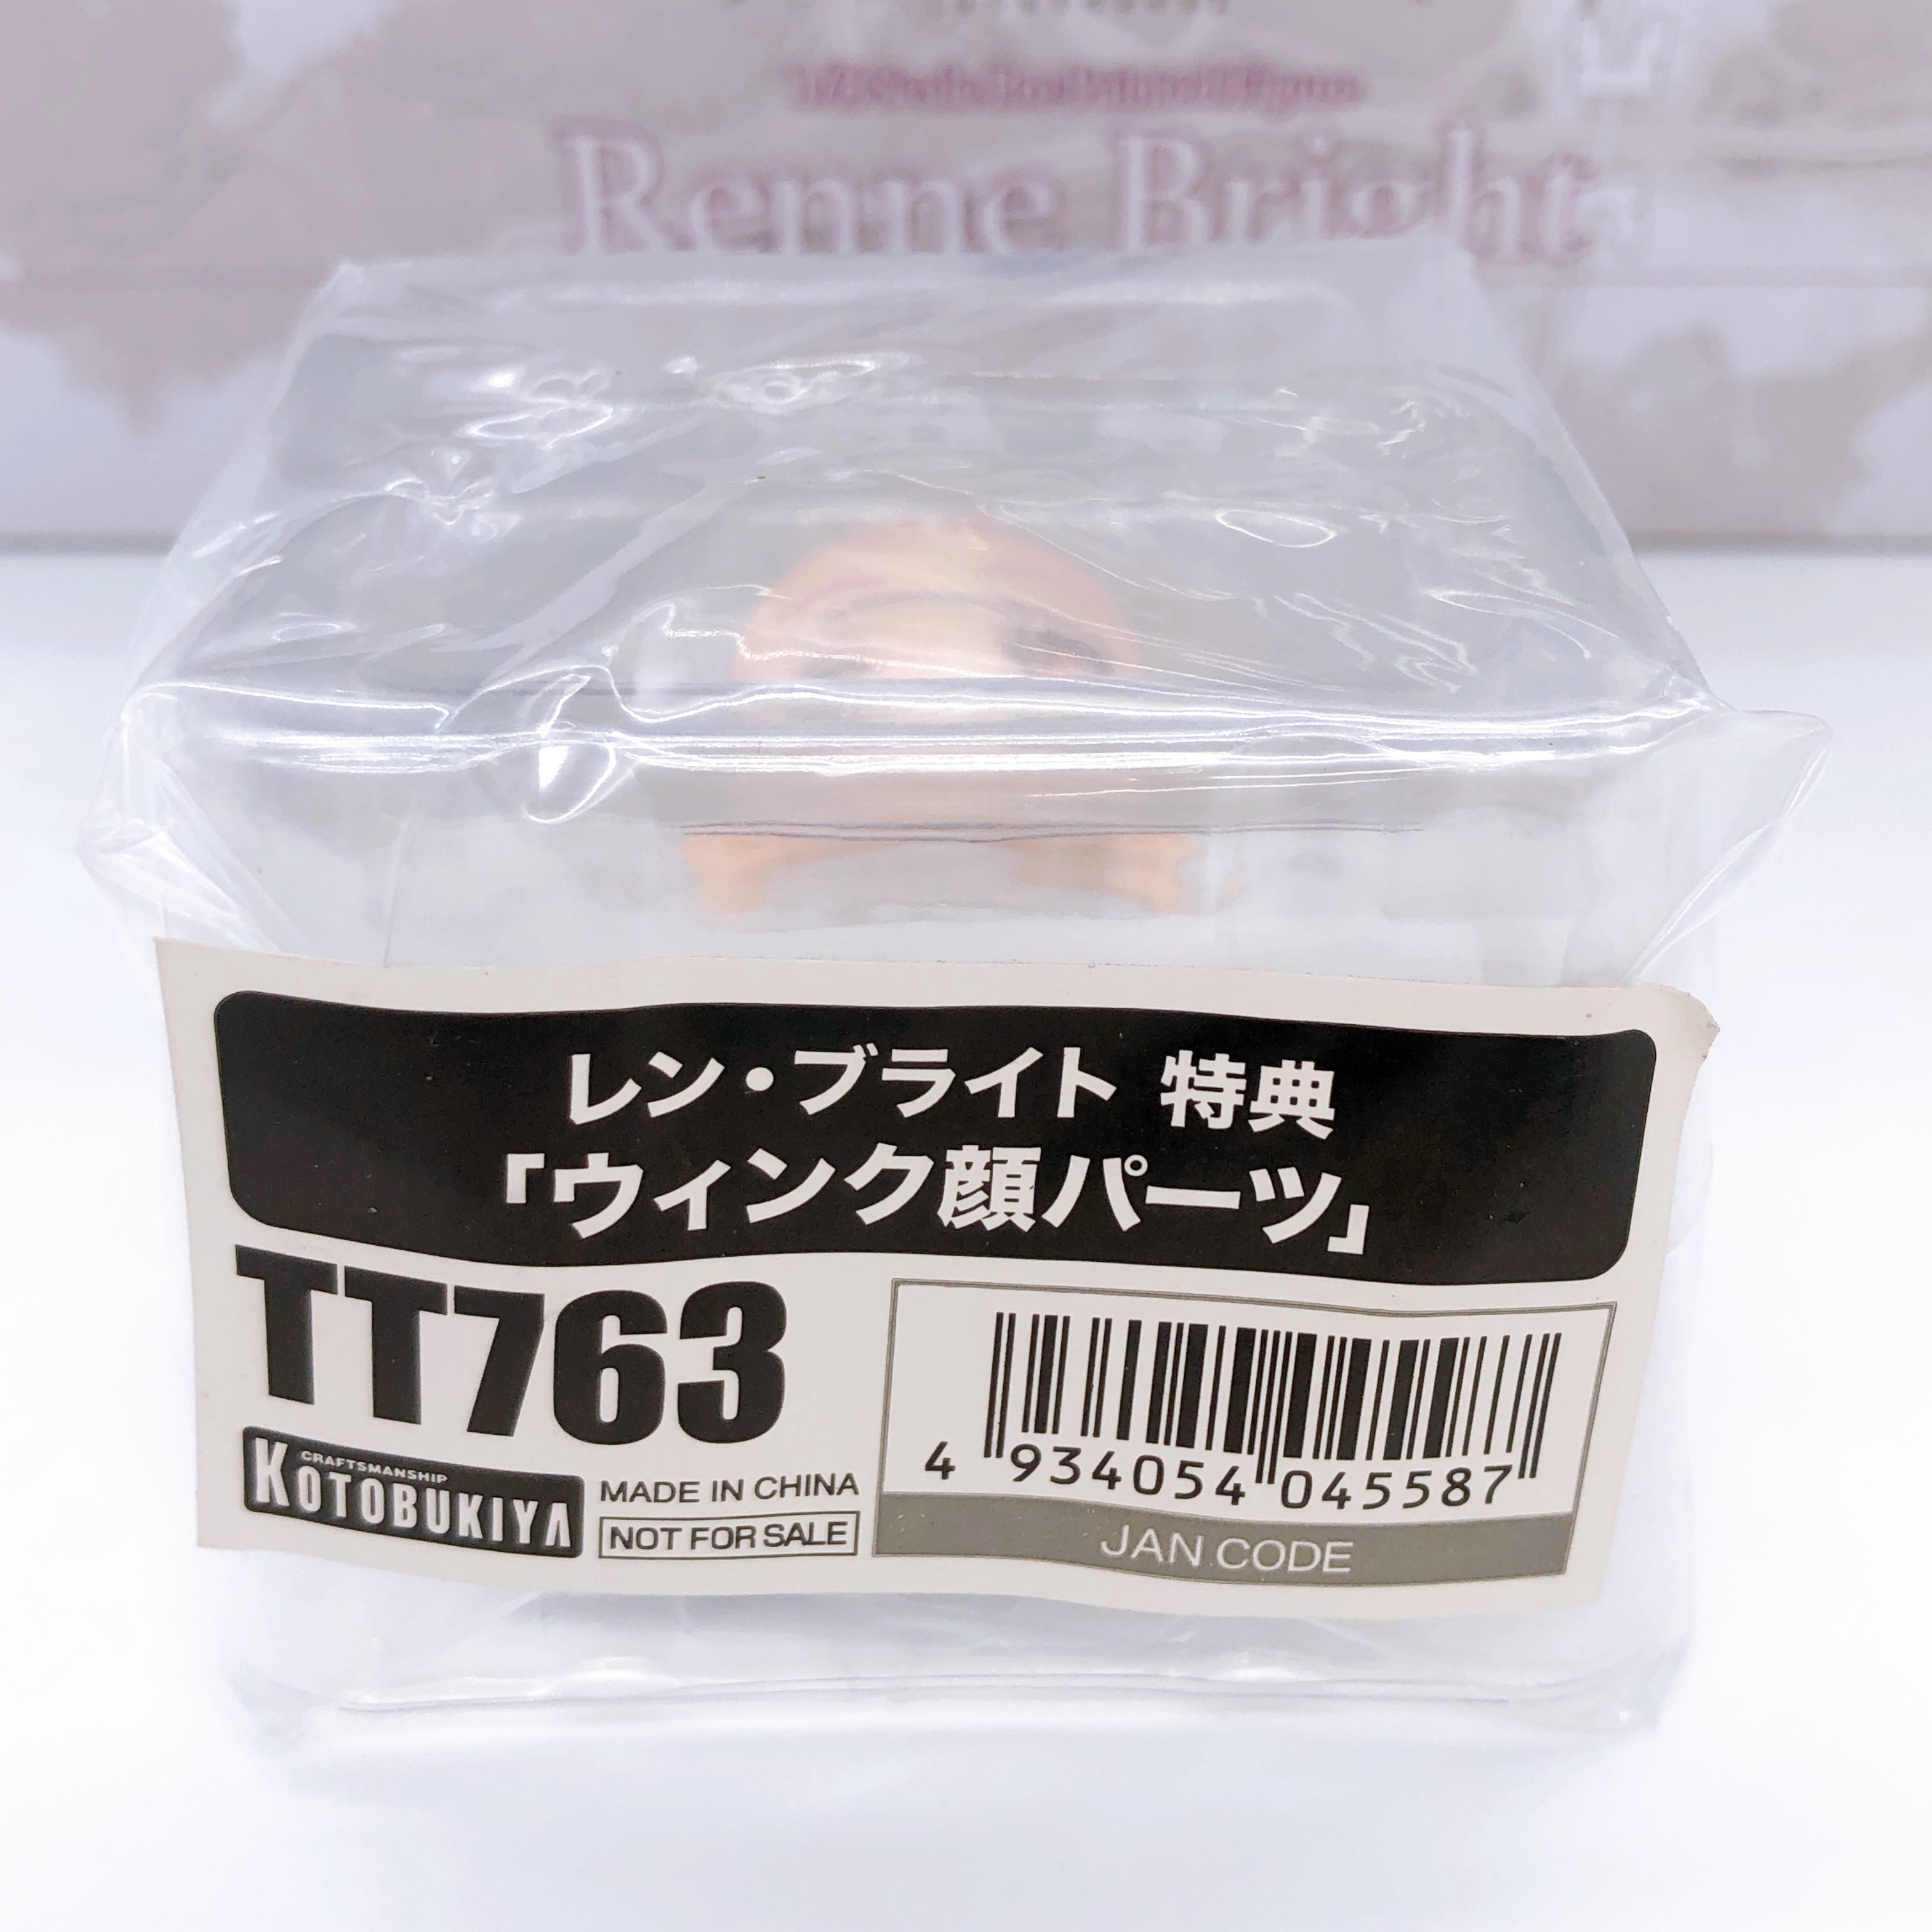 Renne Bright
レン・ブライト 特典
「ウィンク顔パーツ」
TT763
CRAFTSMANSHIP
KOTOBUKIYA
MADE IN CHINA
NOT FOR SALE
4 934054 045587
JAN CODE